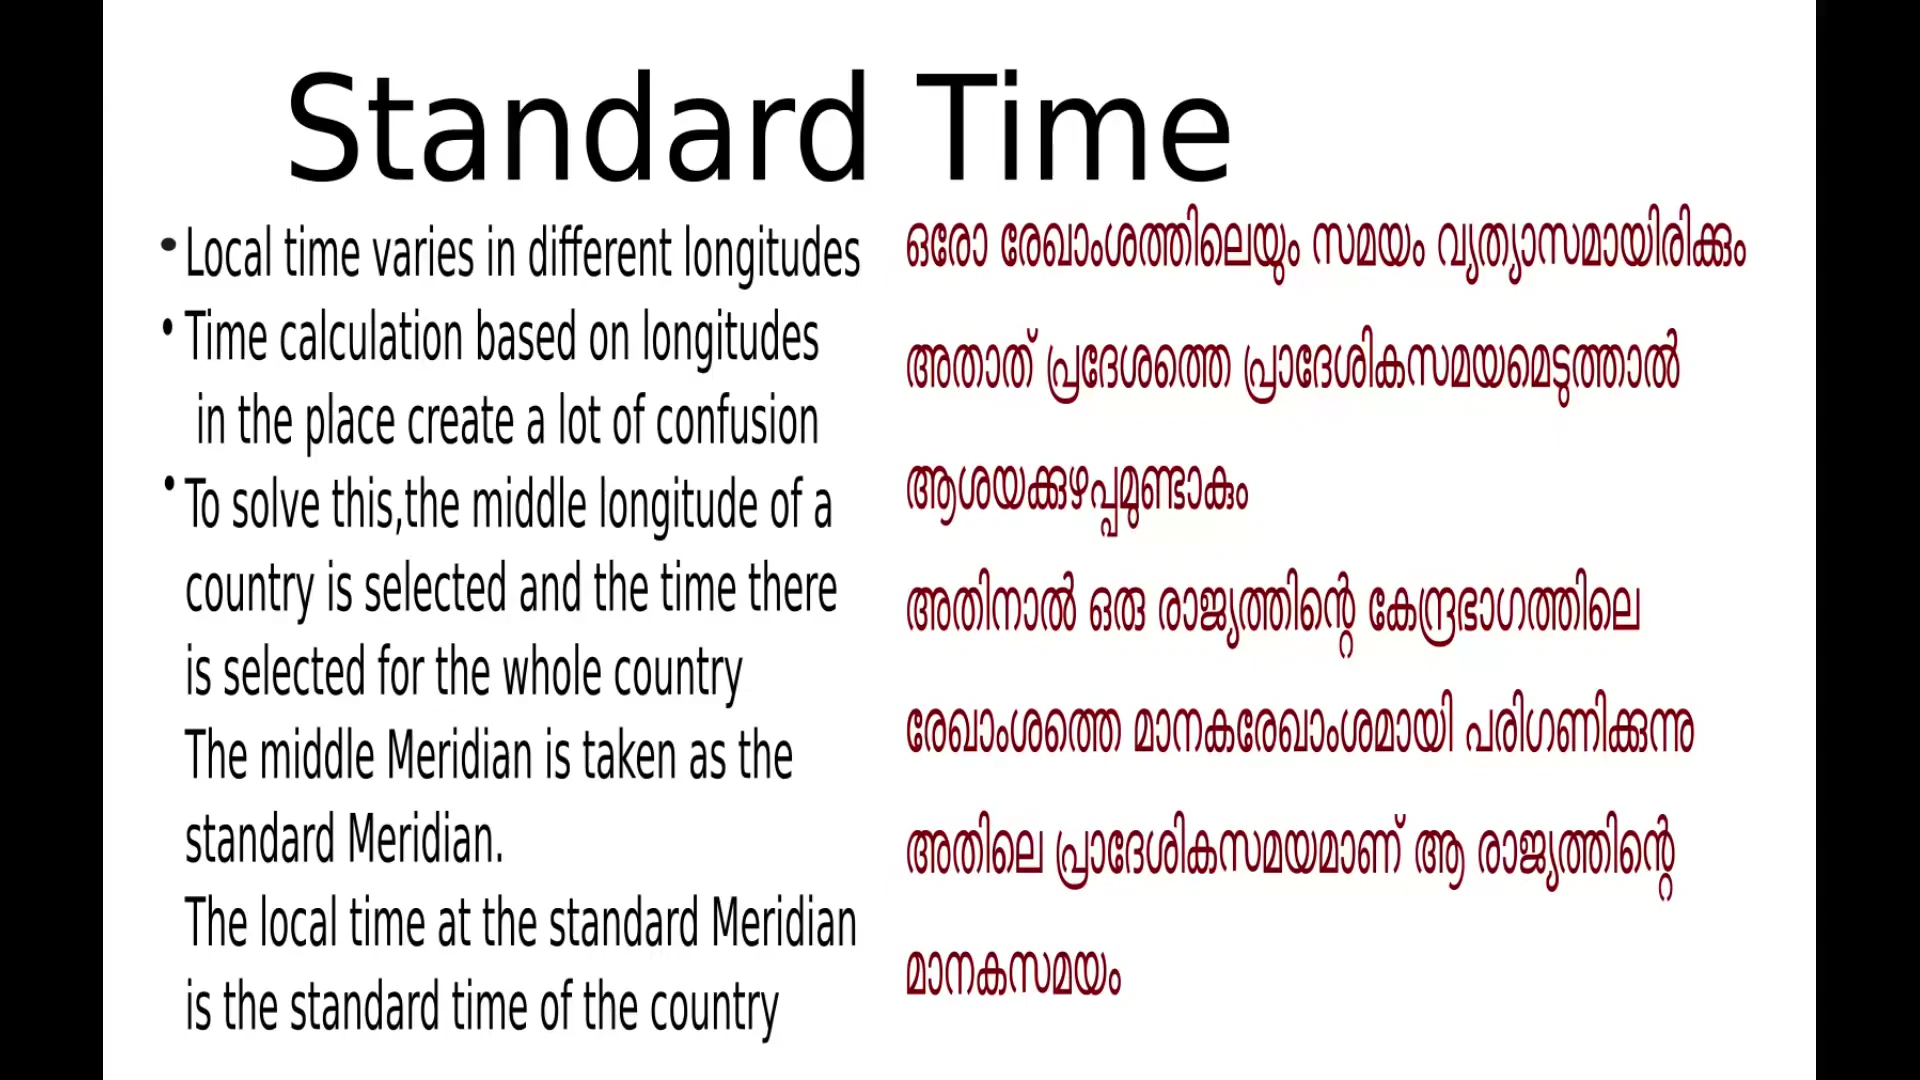 Standard Time
•Local time varies in different longitudes
•Time calculation based on longitudes
in the place create a lot of confusion
•To solve this,the middle longitude of a
country is selected and the time there
is selected for the whole country
The middle Meridian is taken as the
standard Meridian.
The local time at the standard Meridian
is the standard time of the country
ഒരോ രേഖാംശത്തിലെയും സമയം വ്യത്യാസമായിരിക്കും
അതാത് പ്രദേശത്തെ പ്രാദേശികസമയമെടുത്താൽ
ആശയക്കുഴപ്പമുണ്ടാകും
അതിനാൽ ഒരു രാജ്യത്തിന്റെ കേന്ദ്രഭാഗത്തിലെ
രേഖാംശത്തെ മാനകരേഖാംശമായി പരിഗണിക്കുന്നു
അതിലെ പ്രാദേശികസമയമാണ് ആ രാജ്യത്തിന്റെ
മാനകസമയം